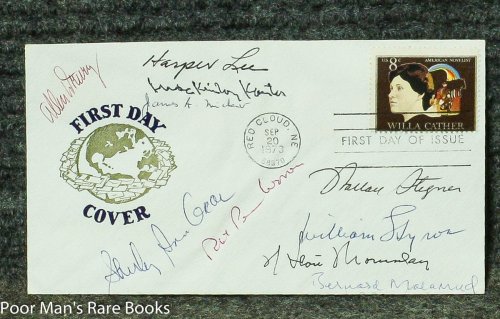 Allen Drury
Harper Lee
MacKinlay Kantor
James A. Michener
FIRST DAY
COVER
RED CLOUD, NE
SEP
20
1973
68970
U.S. 8c
AMERICAN NOVELIST
WILLA CATHER
FIRST DAY OF ISSUE
Shirley Ann Grau
Robt Penn Warren
Wallace Stegner
William Styron
N Scott Momaday
Bernard Malamud
Poor Man's Rare Books